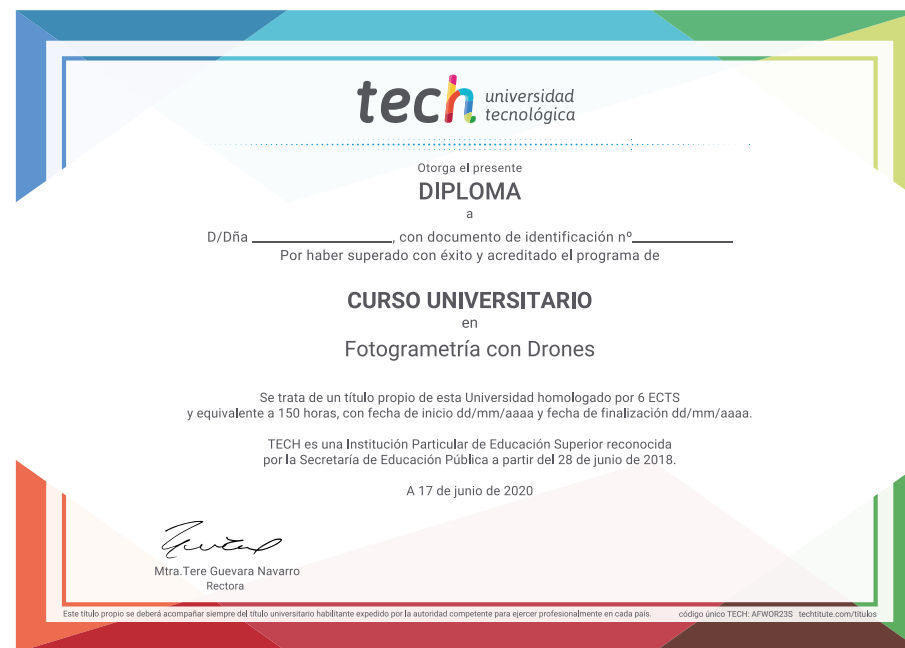 tech universidad
tecnológica
Otorga el presente
DIPLOMA
a
D/Dña ____________________, con documento de identificación nº______________
Por haber superado con éxito y acreditado el programa de
CURSO UNIVERSITARIO
en
Fotogrametría con Drones
Se trata de un título propio de esta Universidad homologado por 6 ECTS
y equivalente a 150 horas, con fecha de inicio dd/mm/aaaa y fecha de finalización dd/mm/aaaa.
TECH es una Institución Particular de Educación Superior reconocida
por la Secretaría de Educación Pública a partir del 28 de junio de 2018.
A 17 de junio de 2020
Mtra.Tere Guevara Navarro
Rectora
Este título propio se deberá acompañar siempre del título universitario habilitante expedido por la autoridad competente para ejercer profesionalmente en cada país. código único TECH: AFWOR23S techtitute.com/titulos